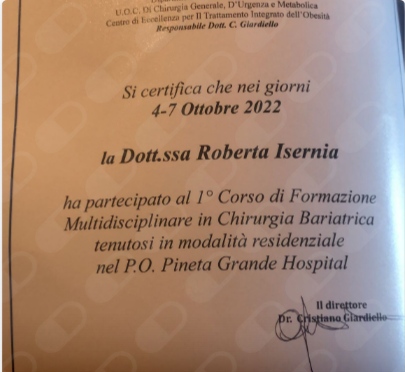 U.O.C. Di Chirurgia Generale, D'Urgenza e Metabolica
Centro di Eccellenza per Il Trattamento Integrato dell'Obesità
Responsabile Dott. C. Giardiello
Si certifica che nei giorni
4-7 Ottobre 2022
la Dott.ssa Roberta Isernia
ha partecipato al 1° Corso di Formazione
Multidisciplinare in Chirurgia Bariatrica
tenutosi in modalità residenziale
nel P.O. Pineta Grande Hospital
Il direttore
Dr. Cristiano Giardiello